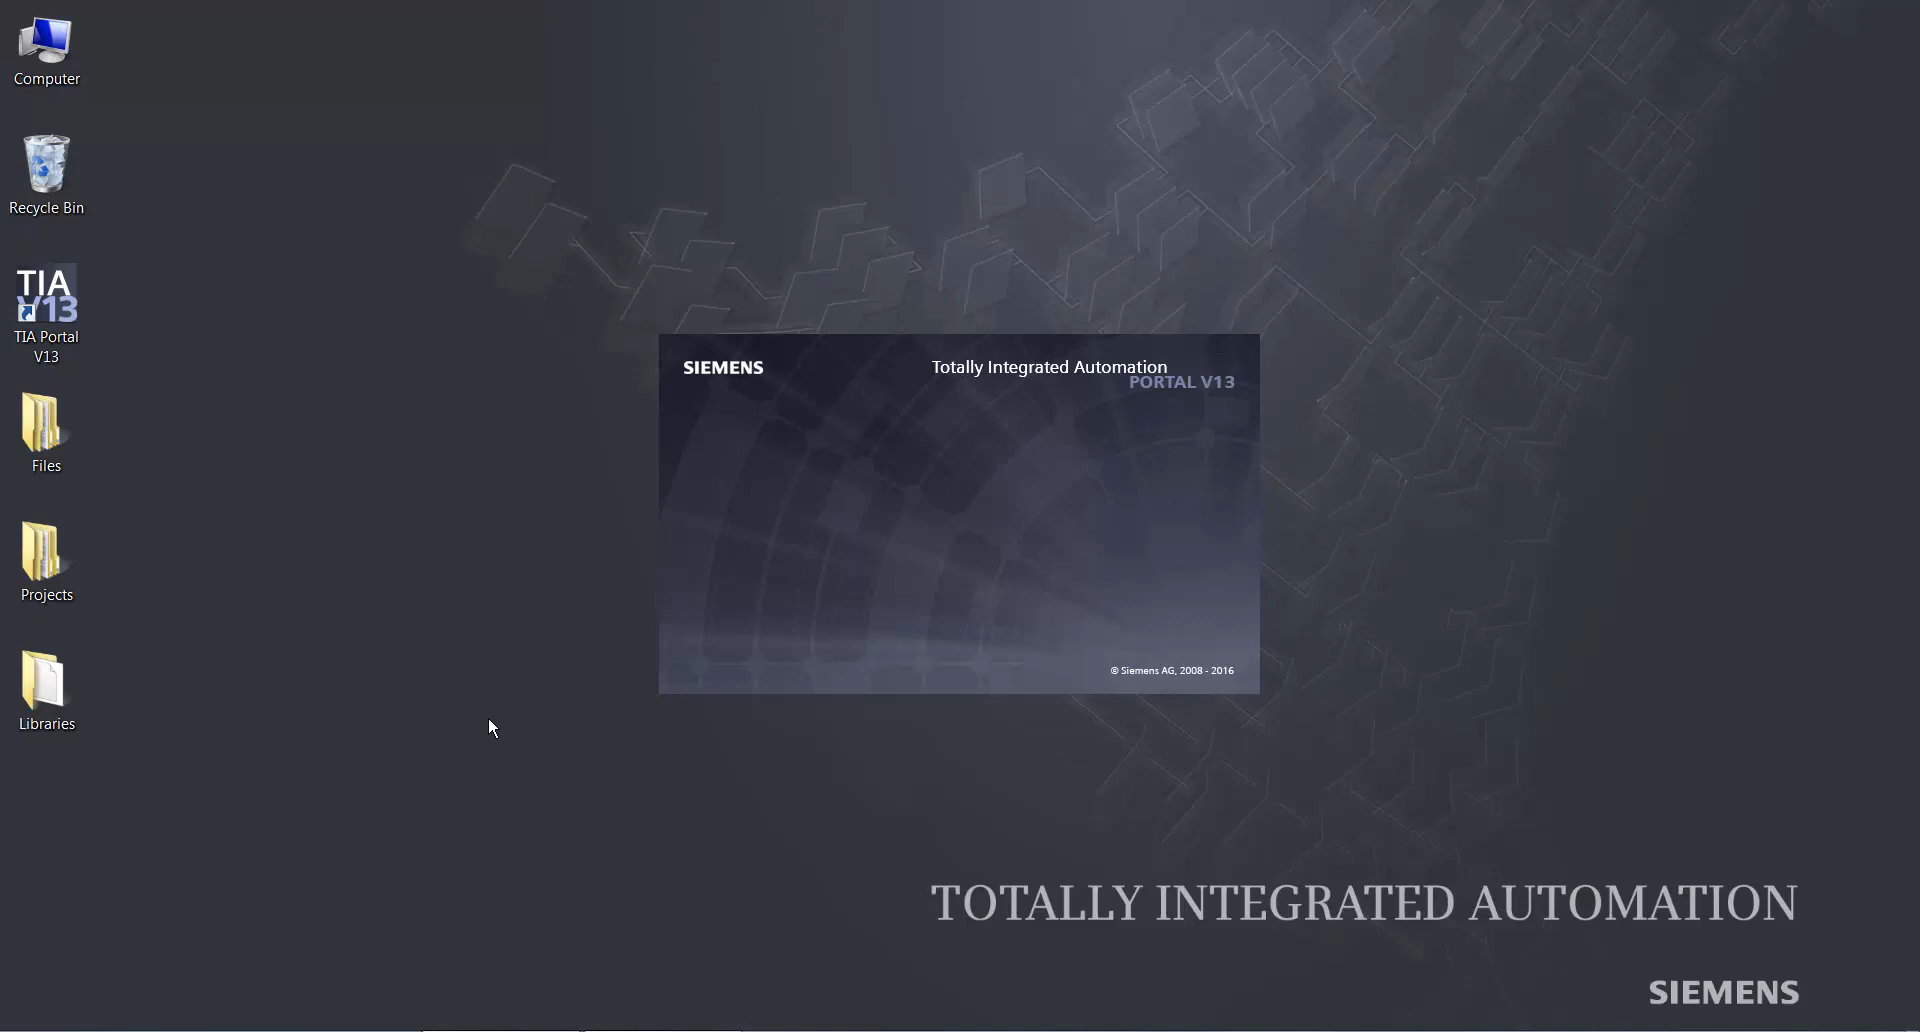 Computer
Recycle Bin
TIA
V13
TIA Portal
V13
Files
Projects
Libraries
SIEMENS
Totally Integrated Automation
PORTAL V13
© Siemens AG, 2008 - 2016
TOTALLY INTEGRATED AUTOMATION
SIEMENS